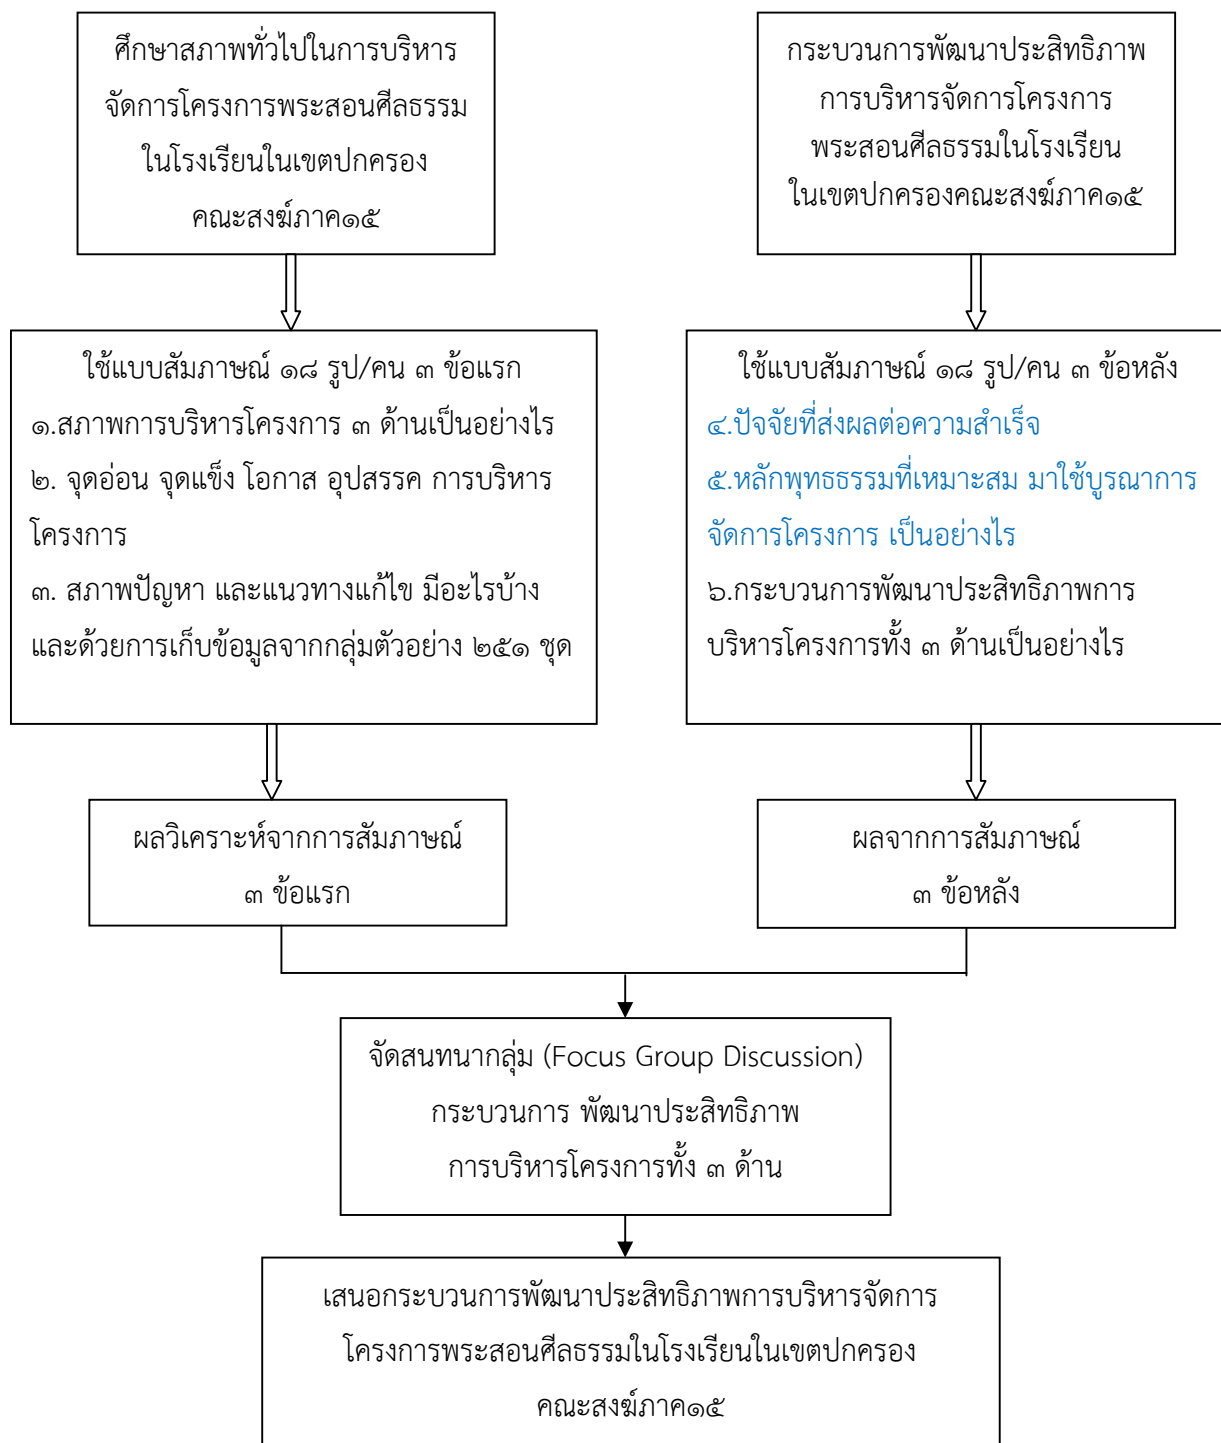 ศึกษาสภาพทั่วไปในการบริหาร
จัดการโครงการพระสอนศีลธรรม
ในโรงเรียนในเขตปกครอง
คณะสงฆ์ภาค๑๕
กระบวนการพัฒนาประสิทธิภาพ
การบริหารจัดการโครงการ
พระสอนศีลธรรมในโรงเรียน
ในเขตปกครองคณะสงฆ์ภาค๑๕
ใช้แบบสัมภาษณ์ ๑๘ รูป/คน ๓ ข้อแรก
๑.สภาพการบริหารโครงการ ๓ ด้านเป็นอย่างไร
๒. จุดอ่อน จุดแข็ง โอกาส อุปสรรค การบริหาร
โครงการ
๓. สภาพปัญหา และแนวทางแก้ไข มีอะไรบ้าง
และด้วยการเก็บข้อมูลจากกลุ่มตัวอย่าง ๒๕๑ ชุด
ใช้แบบสัมภาษณ์ ๑๘ รูป/คน ๓ ข้อหลัง
๔.ปัจจัยที่ส่งผลต่อความสำเร็จ
๕.หลักพุทธธรรมที่เหมาะสม มาใช้บูรณาการ
จัดการโครงการ เป็นอย่างไร
๖.กระบวนการพัฒนาประสิทธิภาพการ
บริหารโครงการทั้ง ๓ ด้านเป็นอย่างไร
ผลวิเคราะห์จากการสัมภาษณ์
๓ ข้อแรก
ผลจากการสัมภาษณ์
๓ ข้อหลัง
จัดสนทนากลุ่ม (Focus Group Discussion)
กระบวนการ พัฒนาประสิทธิภาพ
การบริหารโครงการทั้ง ๓ ด้าน
เสนอกระบวนการพัฒนาประสิทธิภาพการบริหารจัดการ
โครงการพระสอนศีลธรรมในโรงเรียนในเขตปกครอง
คณะสงฆ์ภาค๑๕